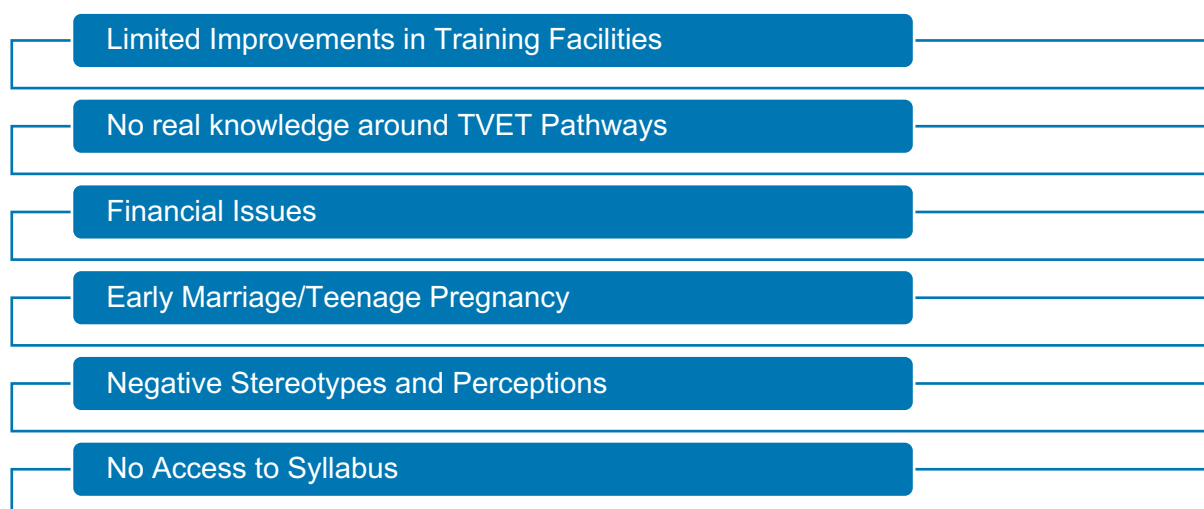 Limited Improvements in Training Facilities
No real knowledge around TVET Pathways
Financial Issues
Early Marriage/Teenage Pregnancy
Negative Stereotypes and Perceptions
No Access to Syllabus